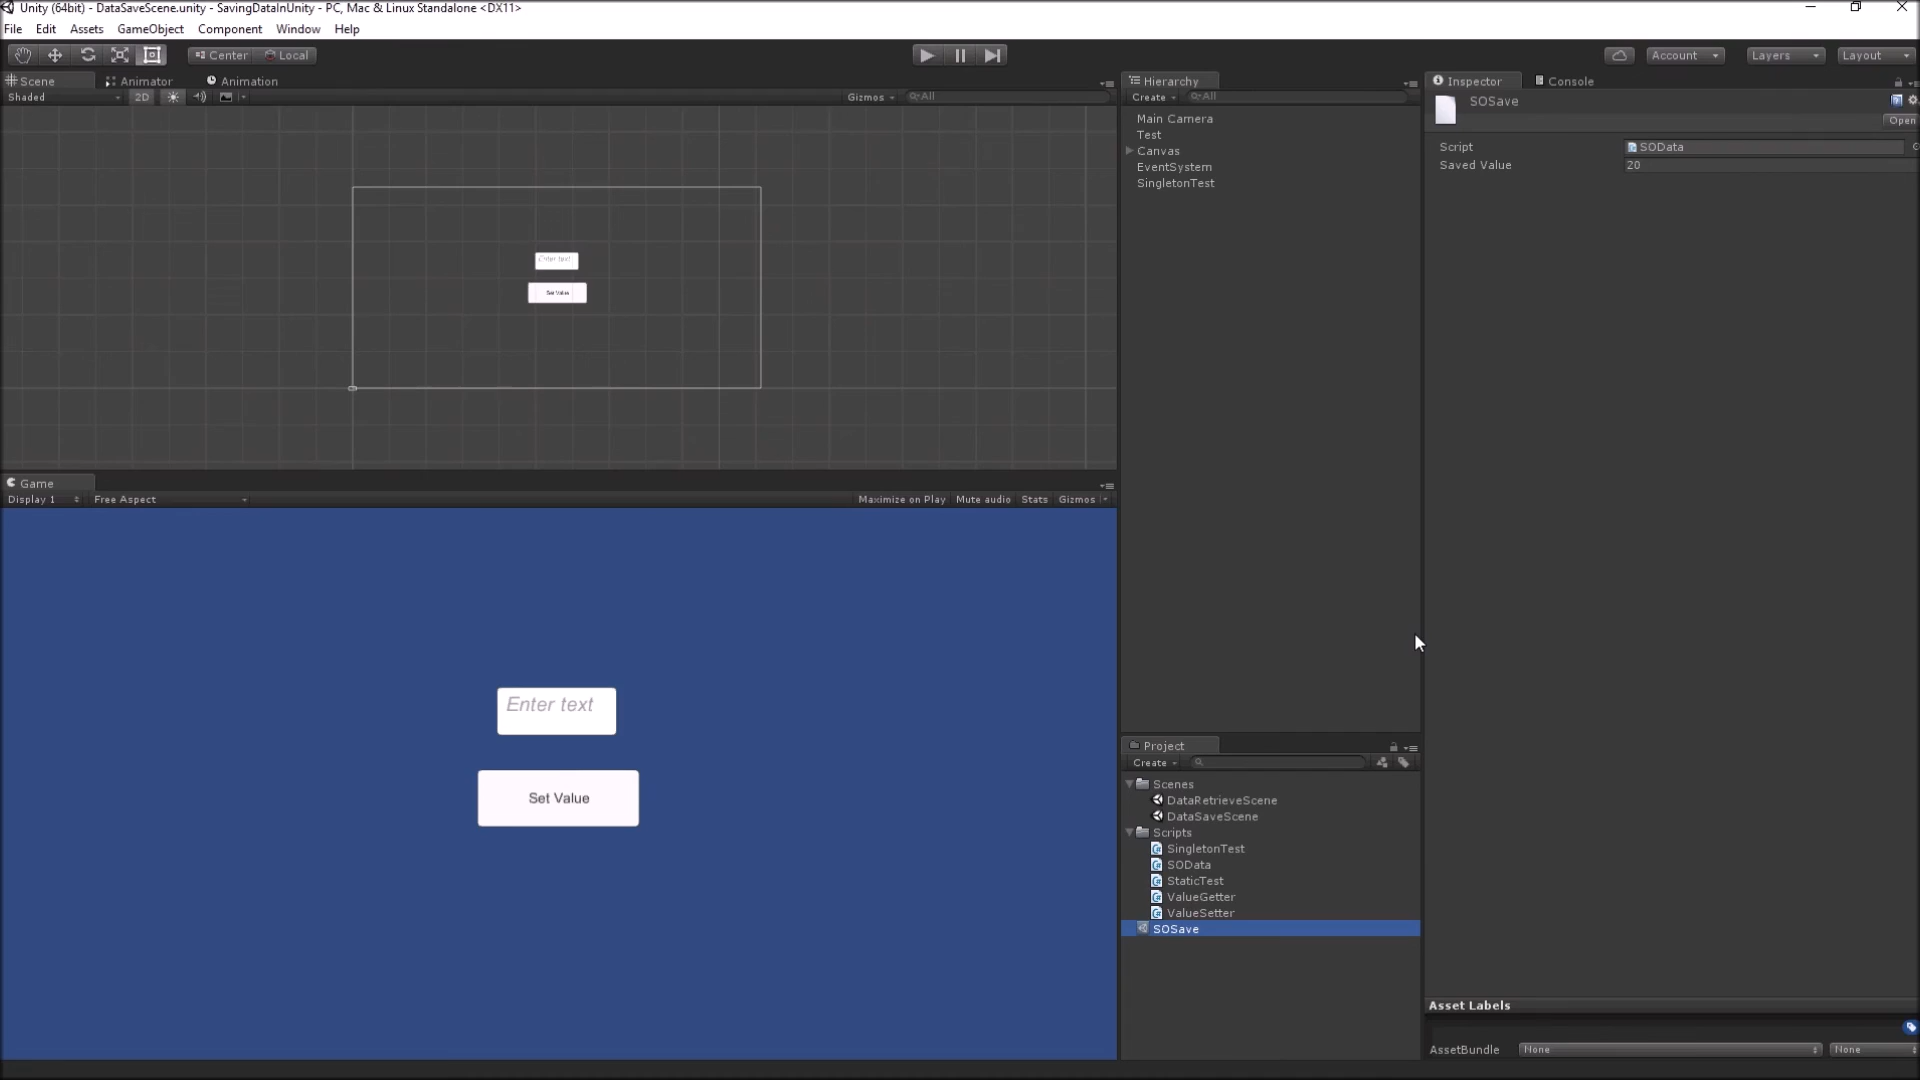 Unity (64bit) - DataSaveScene.unity - SavingDataInUnity - PC, Mac & Linux Standalone <DX11>
File Edit Assets GameObject Component Window Help
Center Local Account Layers Layout
Scene Animator Animation
Shaded 2D Gizmos All
Enter text
Set Value
Game
Display 1 Free Aspect Maximize on Play Mute audio Stats Gizmos
Enter text
Set Value
Hierarchy
Create All
Main Camera
Test
Canvas
EventSystem
SingletonTest
Project
Create
Scenes
DataRetrieveScene
DataSaveScene
Scripts
SingletonTest
SOData
StaticTest
ValueGetter
ValueSetter
SOSave
Inspector Console
SOSave
Open
Script SOData
Saved Value 20
Asset Labels
AssetBundle None None